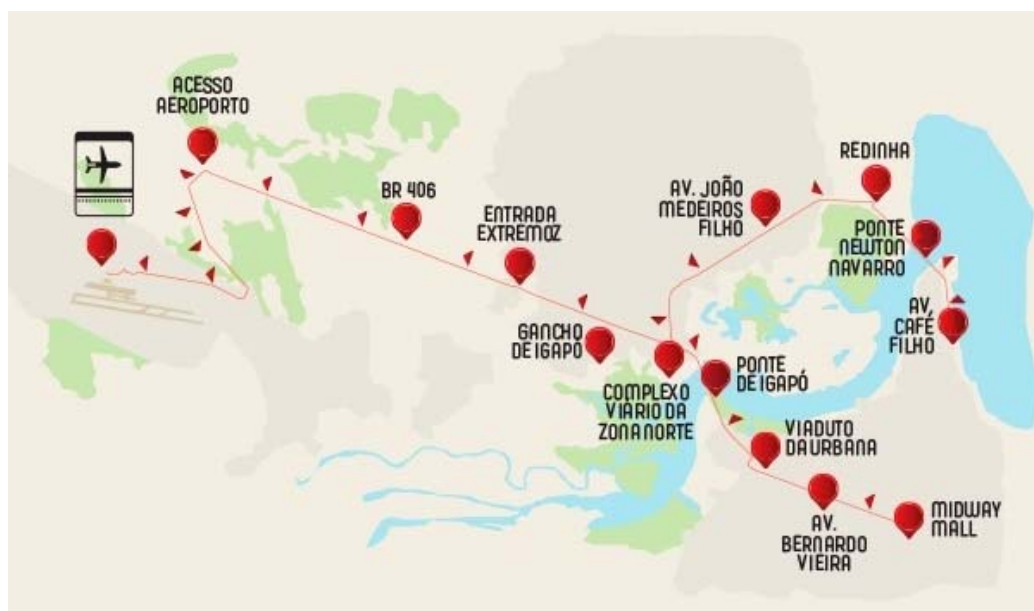 ACESSO
AEROPORTO
BR 406
ENTRADA
EXTREMOZ
GANCHO
DE IGAPÓ
COMPLEXO
VIÁRIO DA
ZONA NORTE
AV. JOÃO
MEDEIROS
FILHO
REDINHA
PONTE
NEWTON
NAVARRO
AV.
CAFÉ
FILHO
PONTE
DE IGAPÓ
VIADUTO
DA URBANA
AV.
BERNARDO
VIEIRA
MIDWAY
MALL